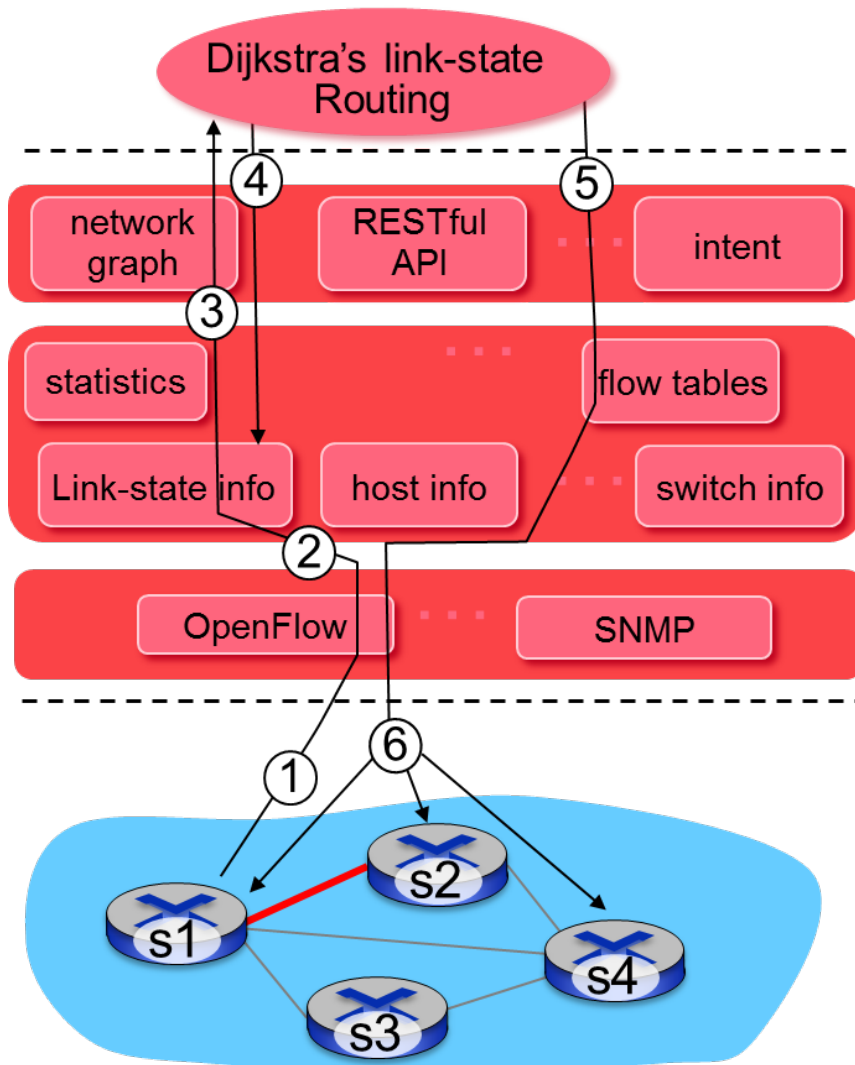 Dijkstra's link-state
Routing
4
5
network
graph
RESTful
API
. . .
intent
3
. . .
statistics
flow tables
Link-state info
host info
. . .
switch info
2
OpenFlow
. . .
SNMP
6
1
s2
s1
s4
s3